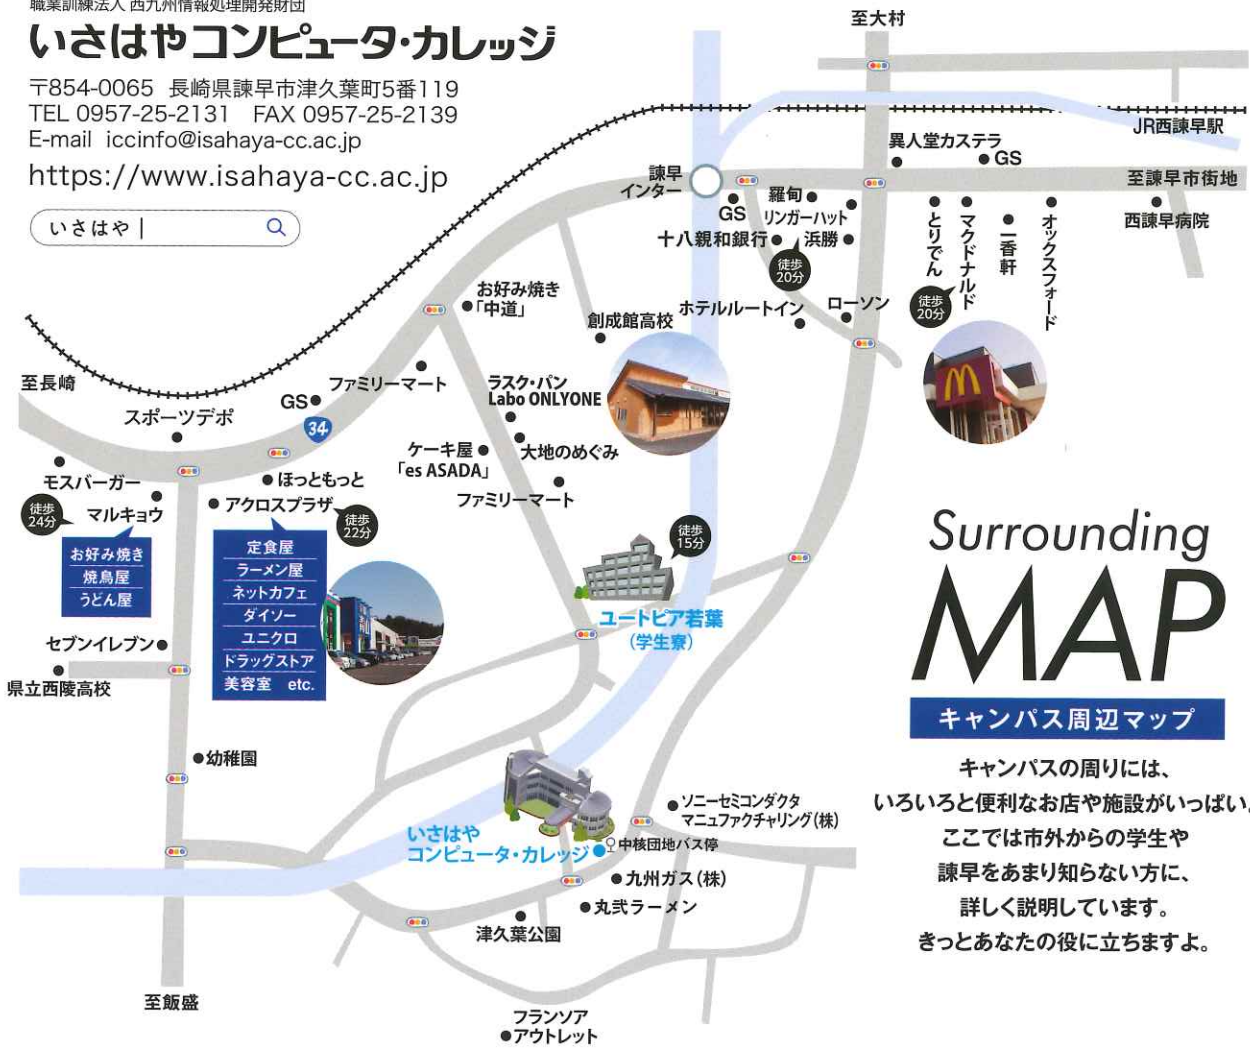 職業訓練法人 西九州情報処理開発財団
いさはやコンピュータ・カレッジ
〒854-0065 長崎県諫早市津久葉町5番119
TEL 0957-25-2131 FAX 0957-25-2139
E-mail iccinfo@isahaya-cc.ac.jp
https://www.isahaya-cc.ac.jp
いさはや
至大村
JR西諫早駅
異人堂カステラ
GS
至諫早市街地
諫早
インター
GS
羅甸
リンガーハット
十八親和銀行
浜勝
徒歩
20分
とりでん
マクドナルド
一番軒
オックスフォード
西諫早病院
徒歩
20分
お好み焼き
「中道」
創成館高校
ホテルルートイン
ローソン
至長崎
ファミリーマート
スポーツデポ
GS
34
ラスク・パン
Labo ONLYONE
ケーキ屋
「es ASADA」
大地のめぐみ
ファミリーマート
モスバーガー
マルキョウ
徒歩
24分
お好み焼き
焼鳥屋
うどん屋
ほっともっと
アクロスプラザ
徒歩
22分
定食屋
ラーメン屋
ネットカフェ
ダイソー
ユニクロ
ドラッグストア
美容室 etc.
徒歩
15分
ユートピア若葉
(学生寮)
セブンイレブン
県立西陵高校
幼稚園
いさはや
コンピュータ・カレッジ
ソニーセミコンダクタ
マニュファクチャリング(株)
中核団地バス停
九州ガス(株)
丸弐ラーメン
津久葉公園
至飯盛
フランソア
アウトレット
Surrounding
MAP
キャンパス周辺マップ
キャンパスの周りには、
いろいろと便利なお店や施設がいっぱい。
ここでは市外からの学生や
諫早をあまり知らない方に、
詳しく説明しています。
きっとあなたの役に立ちますよ。